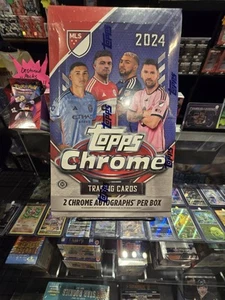 MLS
2024
Topps
Chrome
TRADING CARDS
2 CHROME AUTOGRAPHS PER BOX